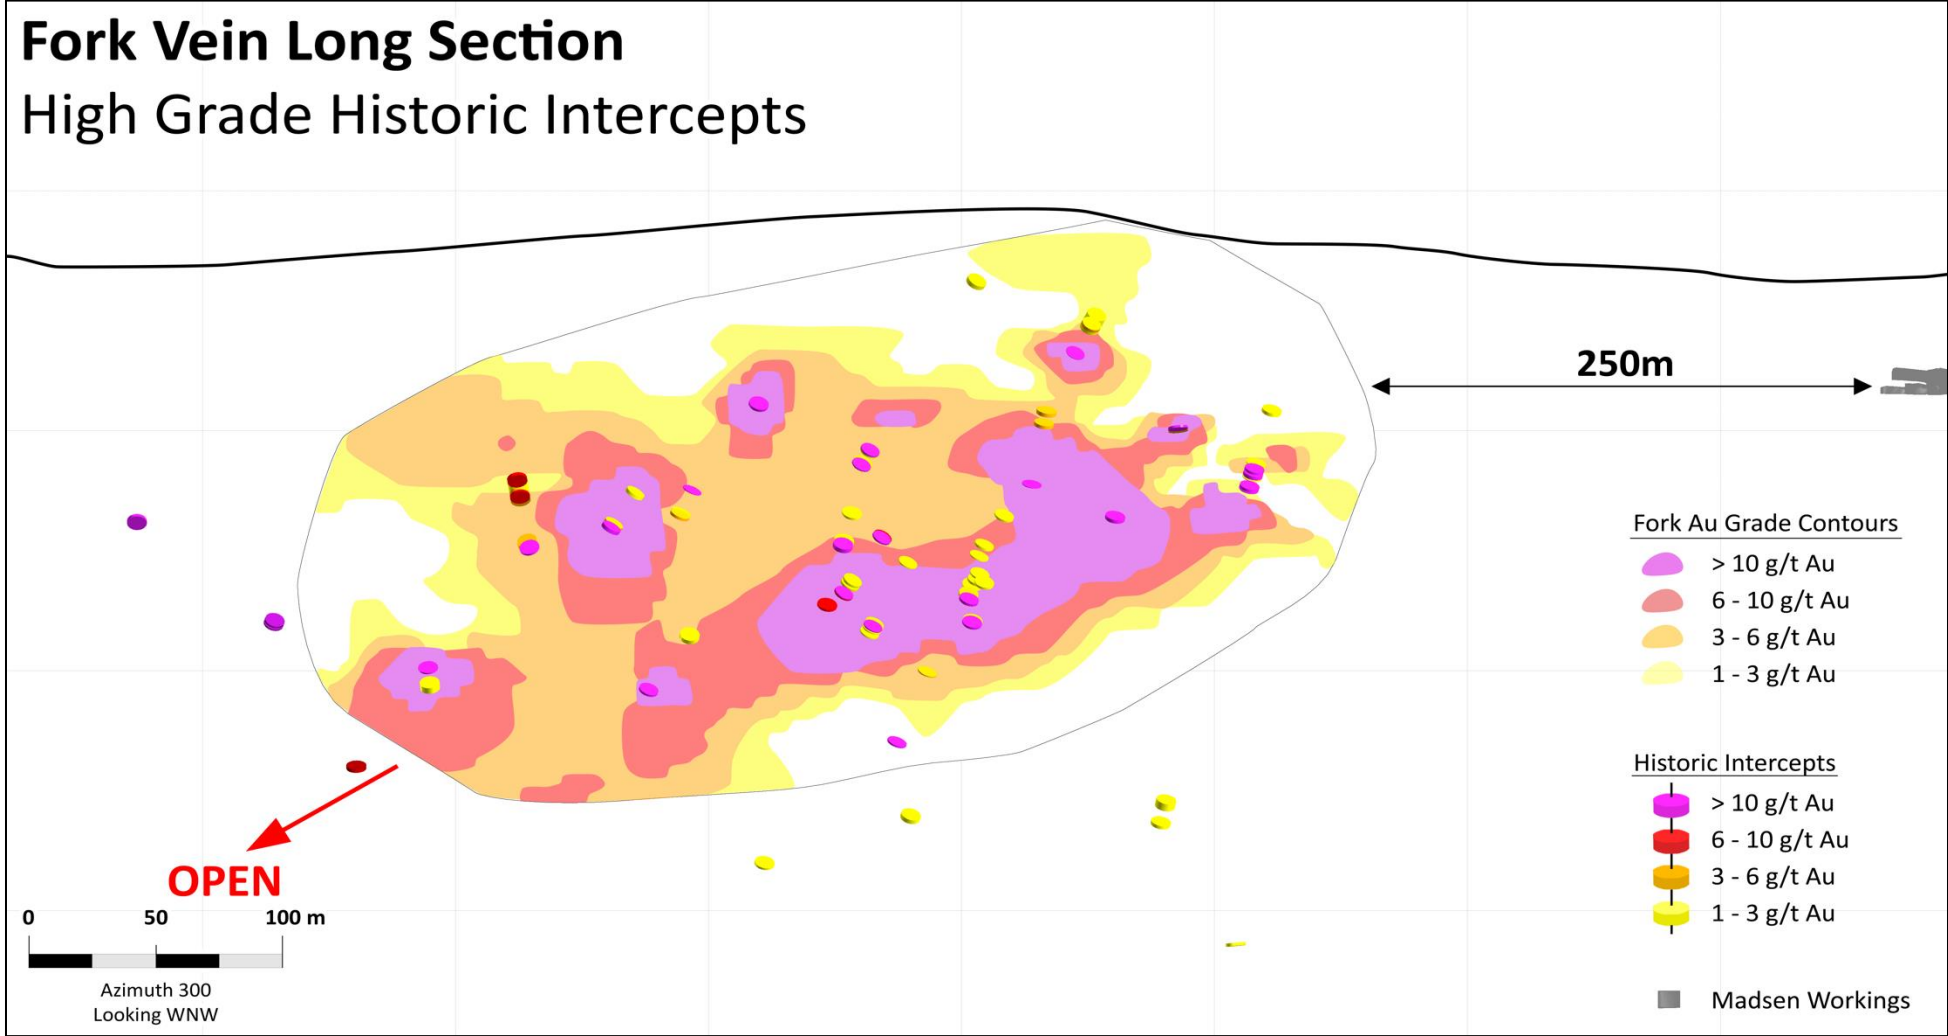 Fork Vein Long Section
High Grade Historic Intercepts
250m
Fork Au Grade Contours
> 10 g/t Au
6 - 10 g/t Au
3 - 6 g/t Au
1 - 3 g/t Au
Historic Intercepts
> 10 g/t Au
6 - 10 g/t Au
3 - 6 g/t Au
1 - 3 g/t Au
Madsen Workings
OPEN
0 50 100 m
Azimuth 300
Looking WNW